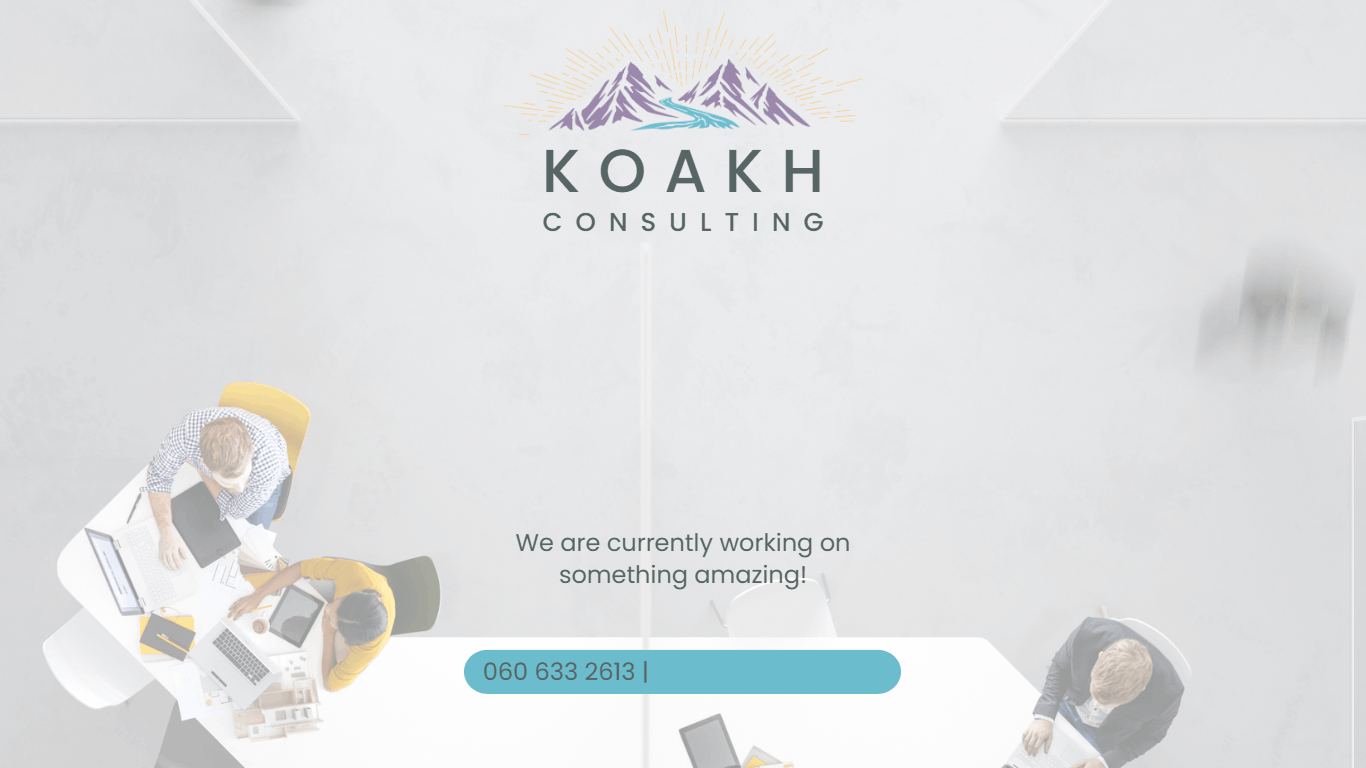 KOAKH
CONSULTING
We are currently working on
something amazing!
060 633 2613 |